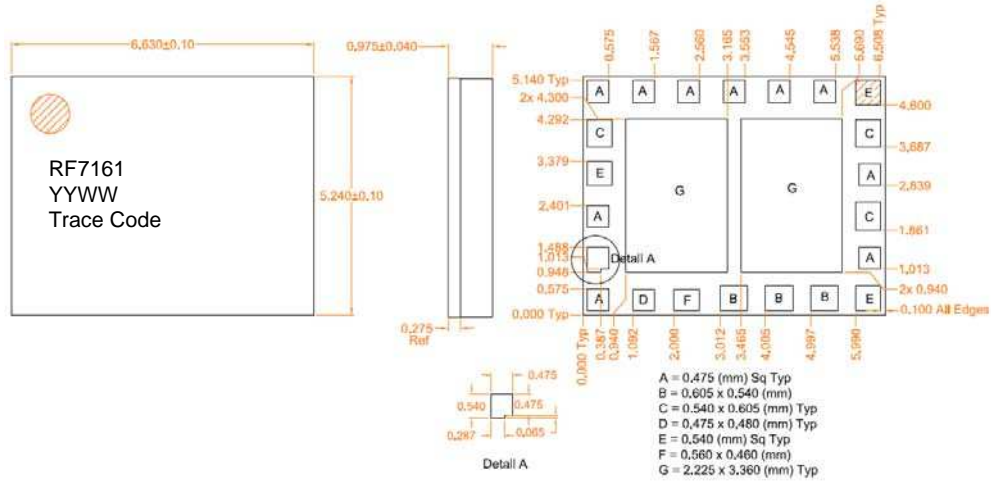 6.630±0.10
0.975±0.040
RF7161
YYWW
Trace Code
5.240±0.10
0.275
Ref
0.575
1.567
2.560
3.165
3.553
4.545
5.538
5.690
6.508 Typ
5.140 Typ
2x 4.300
4.292
3.379
2.401
1.488
1.013
0.948
0.575
0.000 Typ
A A A A A A E
C
E
A
Detail A
G
G
C
A
C
A
A D F B B B E
4.600
3.687
2.839
1.861
1.013
2x 0.940
0.100 All Edges
0.000 Typ
0.387
0.940
1.092
2.000
3.012
3.465
4.005
4.997
5.990
0.475
0.540
0.475
0.287
0.065
Detail A
A = 0.475 (mm) Sq Typ
B = 0.605 x 0.540 (mm)
C = 0.540 x 0.605 (mm) Typ
D = 0.475 x 0.480 (mm) Typ
E = 0.540 (mm) Sq Typ
F = 0.560 x 0.460 (mm)
G = 2.225 x 3.360 (mm) Typ